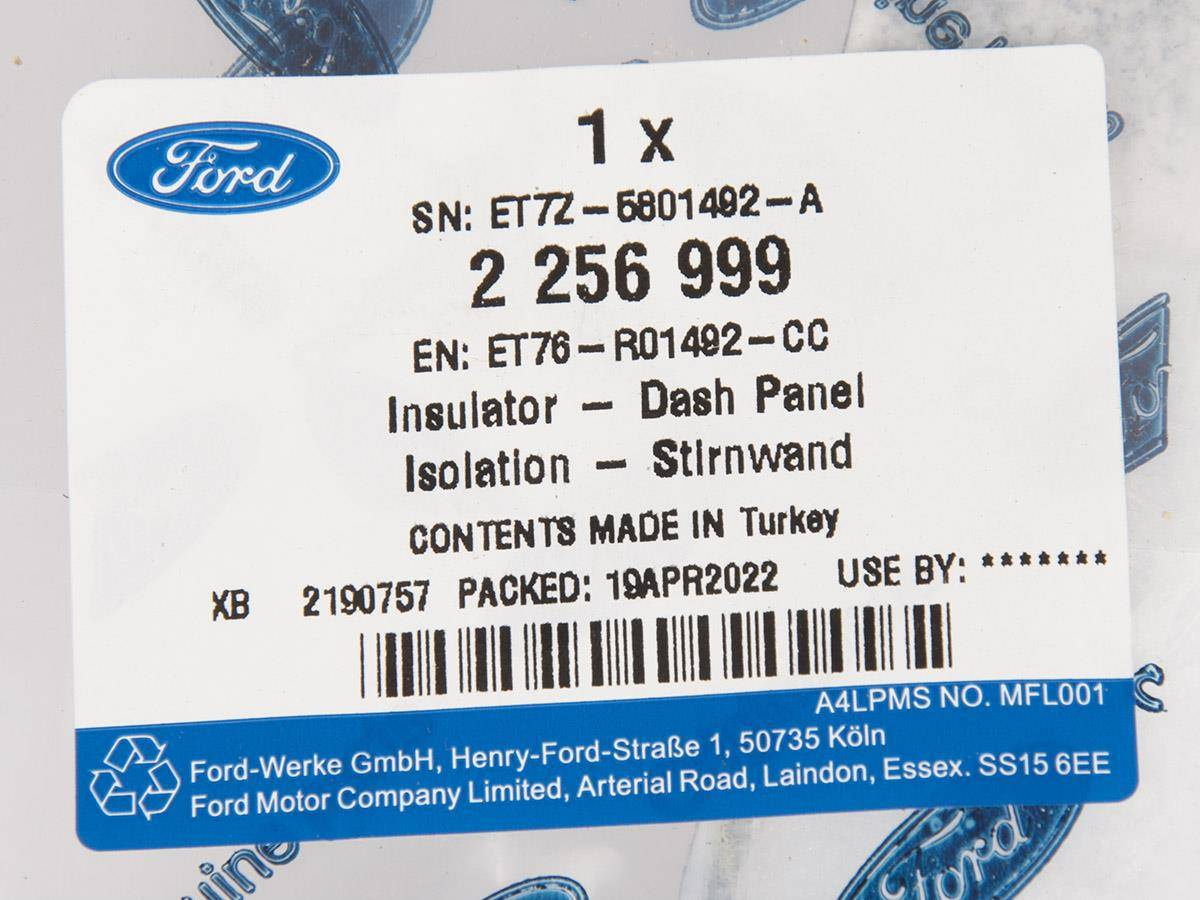 Ford
1 x
SN: ET7Z-5801492-A
2 256 999
EN: ET76-R01492-CC
Insulator - Dash Panel
Isolation - Stirnwand
CONTENTS MADE IN Turkey
XB 2190757 PACKED: 19APR2022 USE BY: *******
A4LPMS NO. MFL001
Ford-Werke GmbH, Henry-Ford-Straße 1, 50735 Köln
Ford Motor Company Limited, Arterial Road, Laindon, Essex. SS15 6EE
Ford